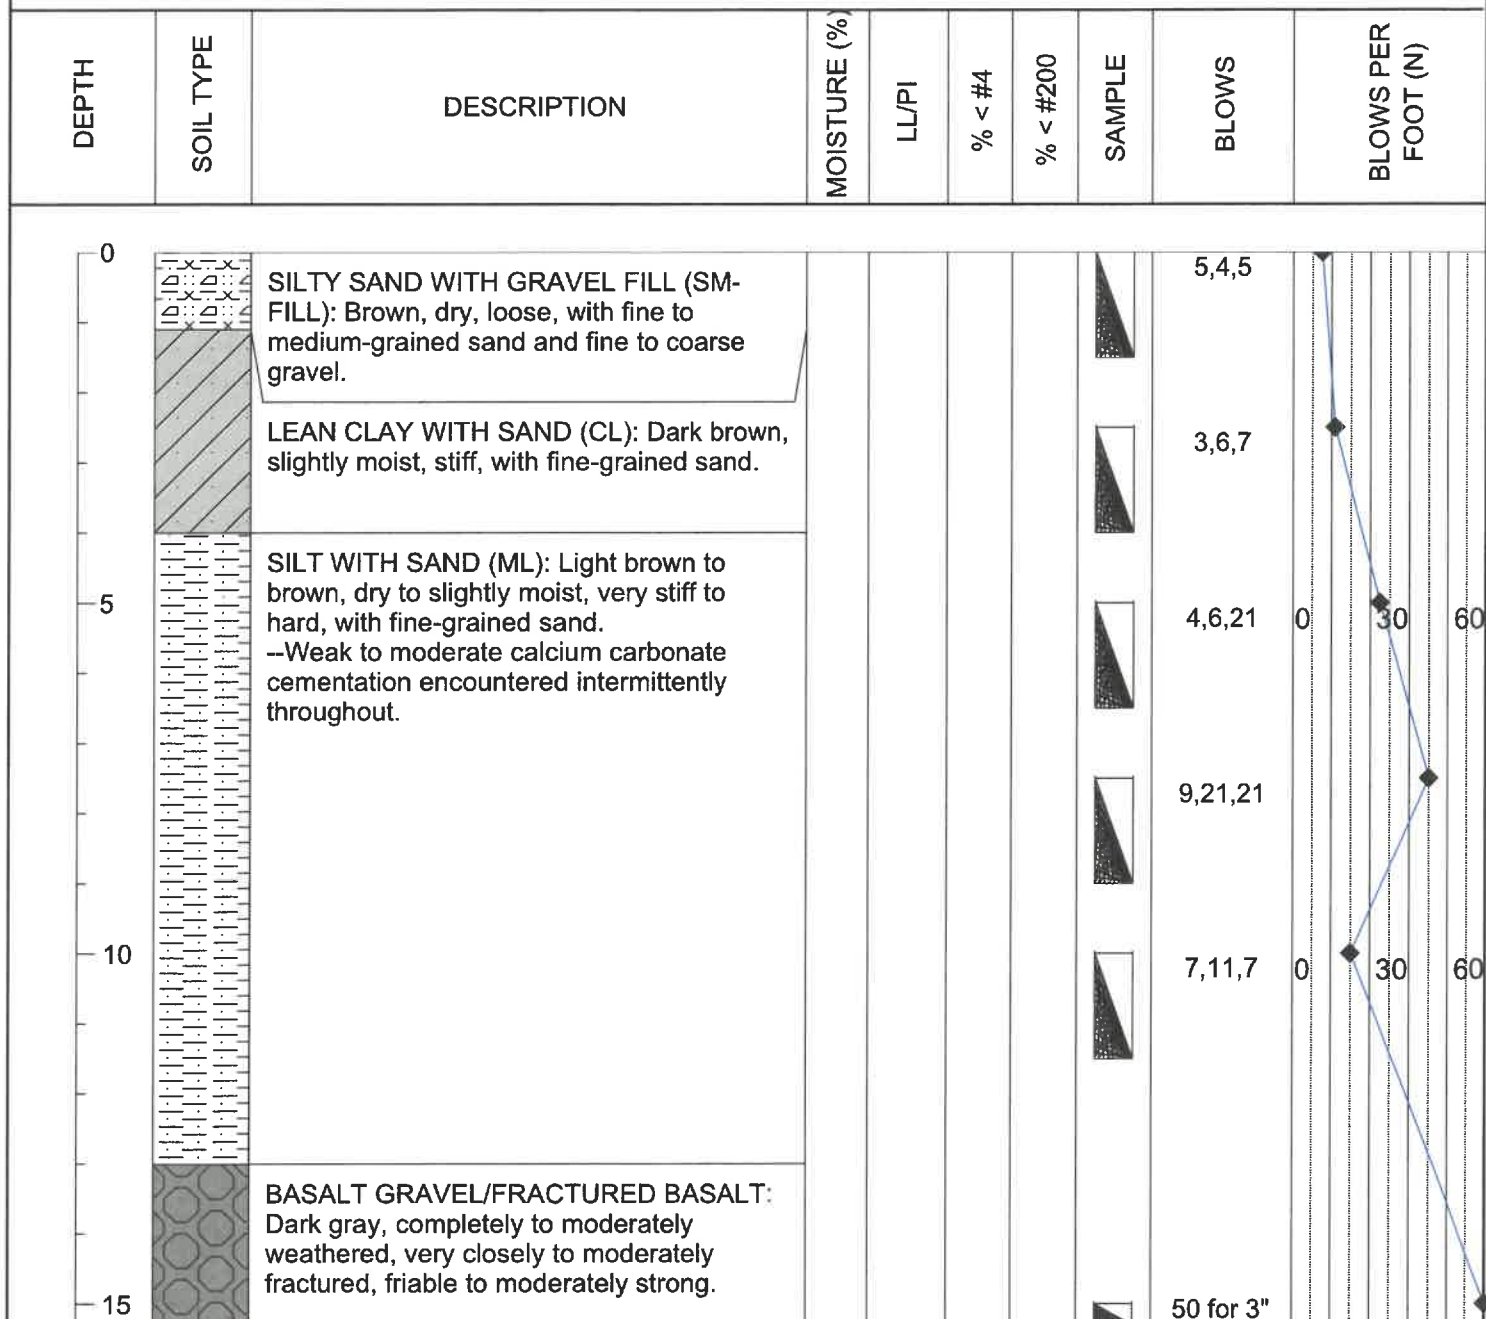 DEPTH
SOIL TYPE
DESCRIPTION
MOISTURE (%)
LL/PI
% < #4
% < #200
SAMPLE
BLOWS
BLOWS PER
FOOT (N)
0
SILTY SAND WITH GRAVEL FILL (SM-
FILL): Brown, dry, loose, with fine to
medium-grained sand and fine to coarse
gravel.
5,4,5
LEAN CLAY WITH SAND (CL): Dark brown,
slightly moist, stiff, with fine-grained sand.
3,6,7
SILT WITH SAND (ML): Light brown to
brown, dry to slightly moist, very stiff to
hard, with fine-grained sand.
--Weak to moderate calcium carbonate
cementation encountered intermittently
throughout.
5
4,6,21
0 30 60
9,21,21
10
7,11,7
0 30 60
BASALT GRAVEL/FRACTURED BASALT:
Dark gray, completely to moderately
weathered, very closely to moderately
fractured, friable to moderately strong.
15
50 for 3"